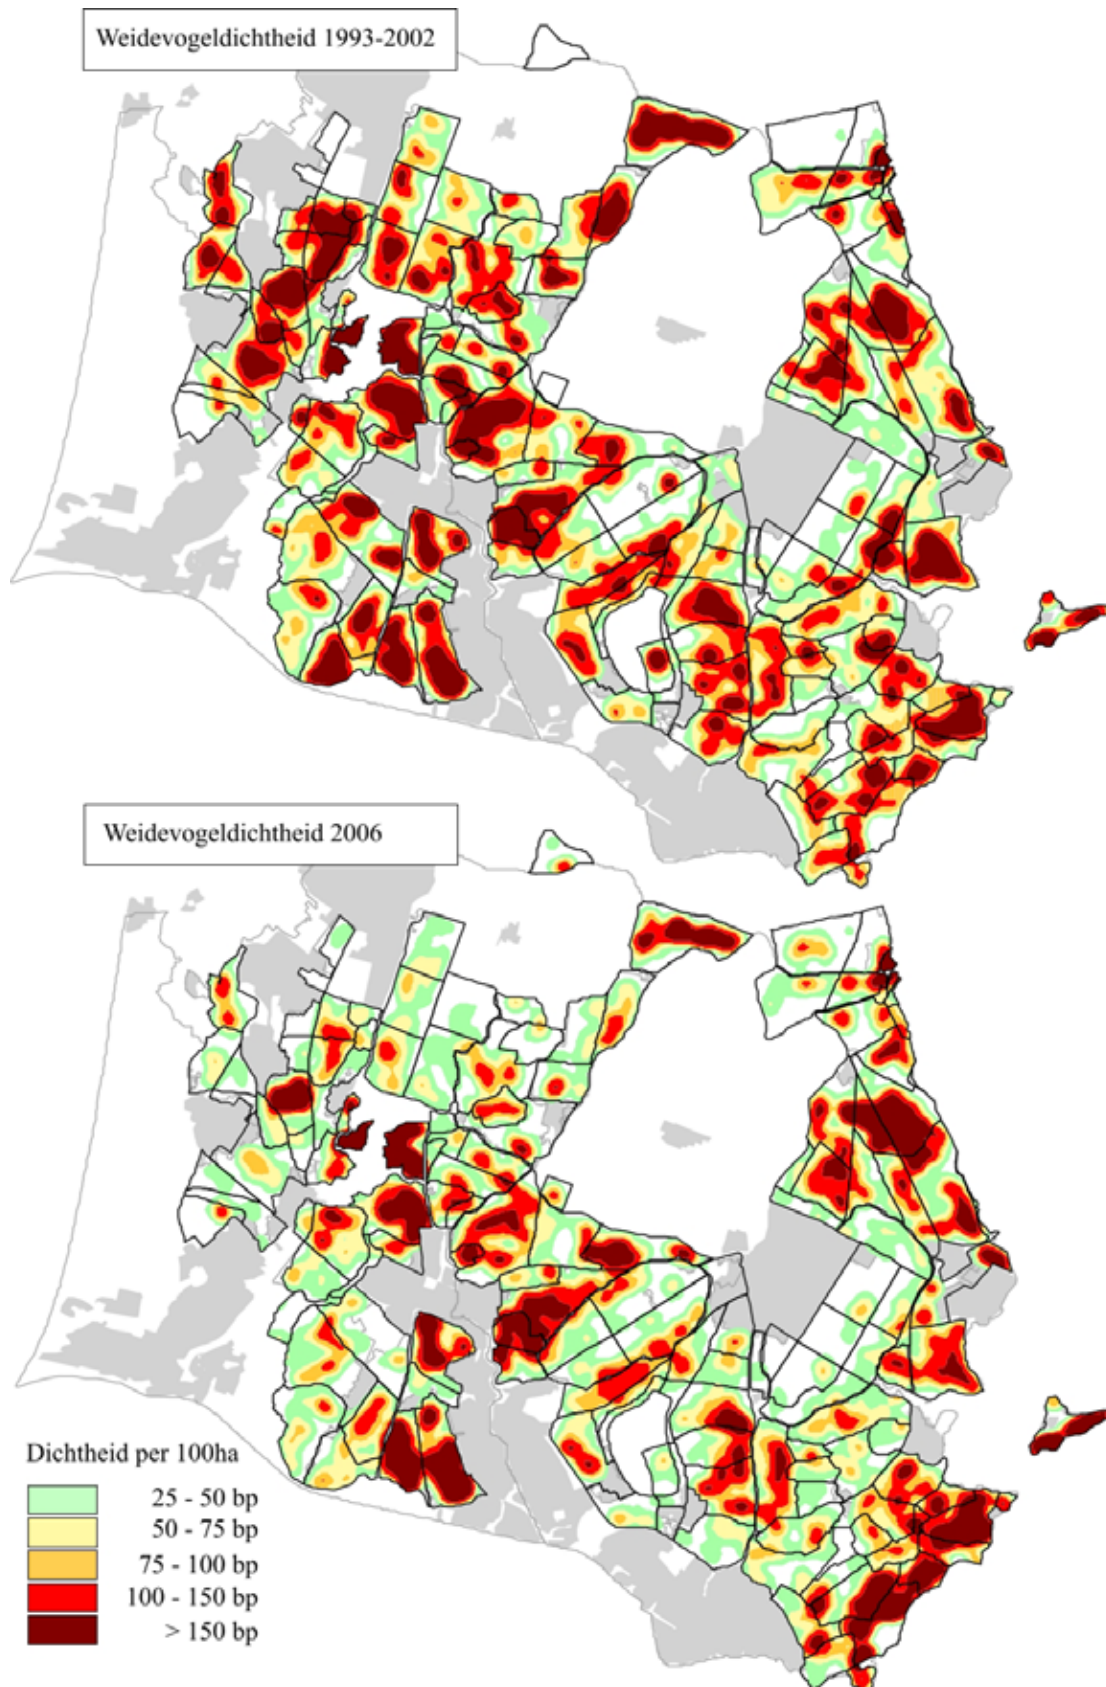 Weidevogeldichtheid 1993-2002
Weidevogeldichtheid 2006
Dichtheid per 100ha
25 - 50 bp
50 - 75 bp
75 - 100 bp
100 - 150 bp
> 150 bp